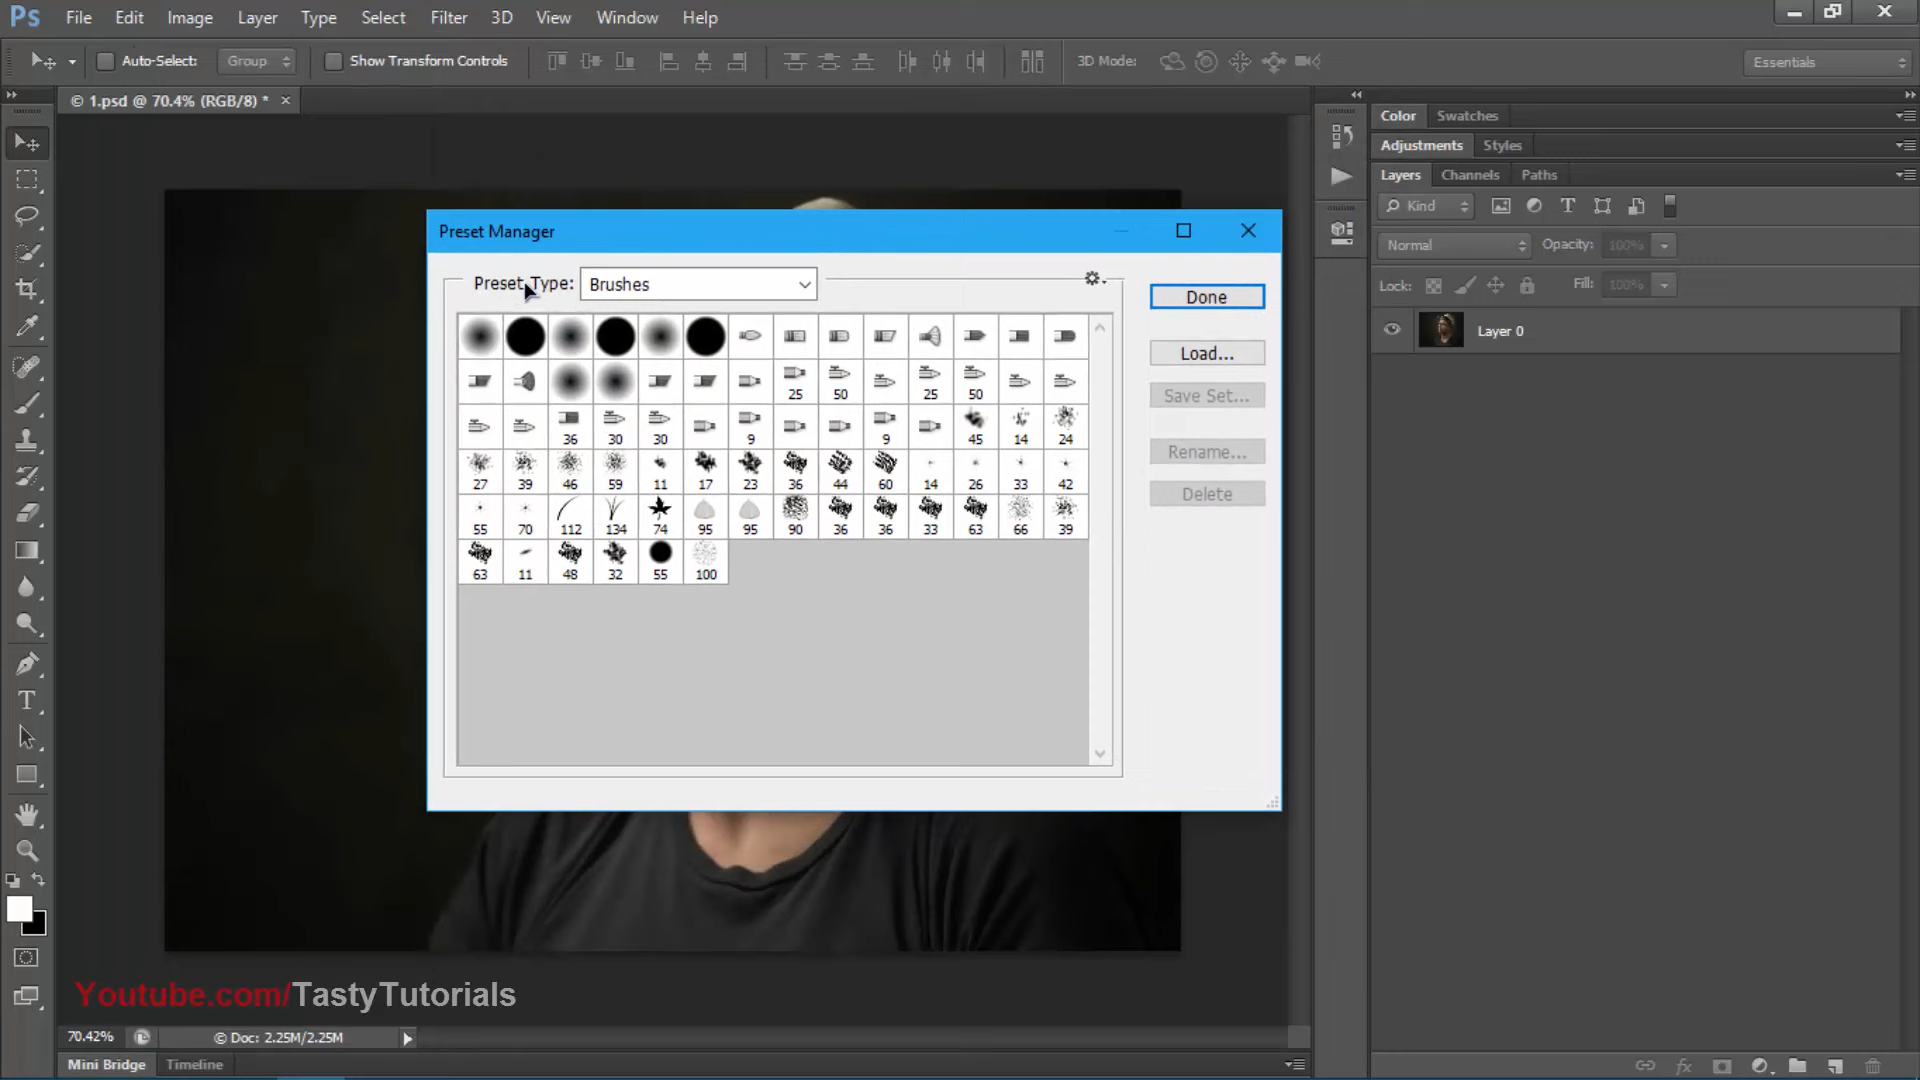 Ps File Edit Image Layer Type Select Filter 3D View Window Help
Auto-Select: Group Show Transform Controls 3D Mode: Essentials
© 1.psd @ 70.4% (RGB/8) * ×
Color Swatches
Adjustments Styles
Layers Channels Paths
Kind
Normal Opacity: 100%
Lock: Fill: 100%
Layer 0
Preset Manager
Preset Type: Brushes
Done
Load...
Save Set...
Rename...
Delete
25 50 25 50
36 30 30 9 9 45 14 24
27 39 46 59 11 17 23 36 44 60 14 26 33 42
55 70 112 134 74 95 95 90 36 36 33 63 66 39
63 11 48 32 55 100
Youtube.com/TastyTutorials
70.42% © Doc: 2.25M/2.25M
Mini Bridge Timeline